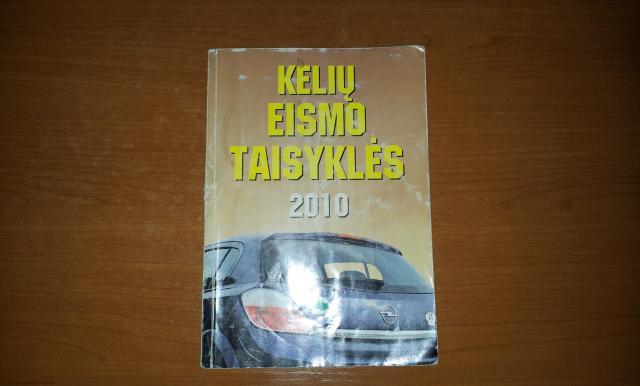 KELIŲ
EISMO
TAISYKLĖS
2010